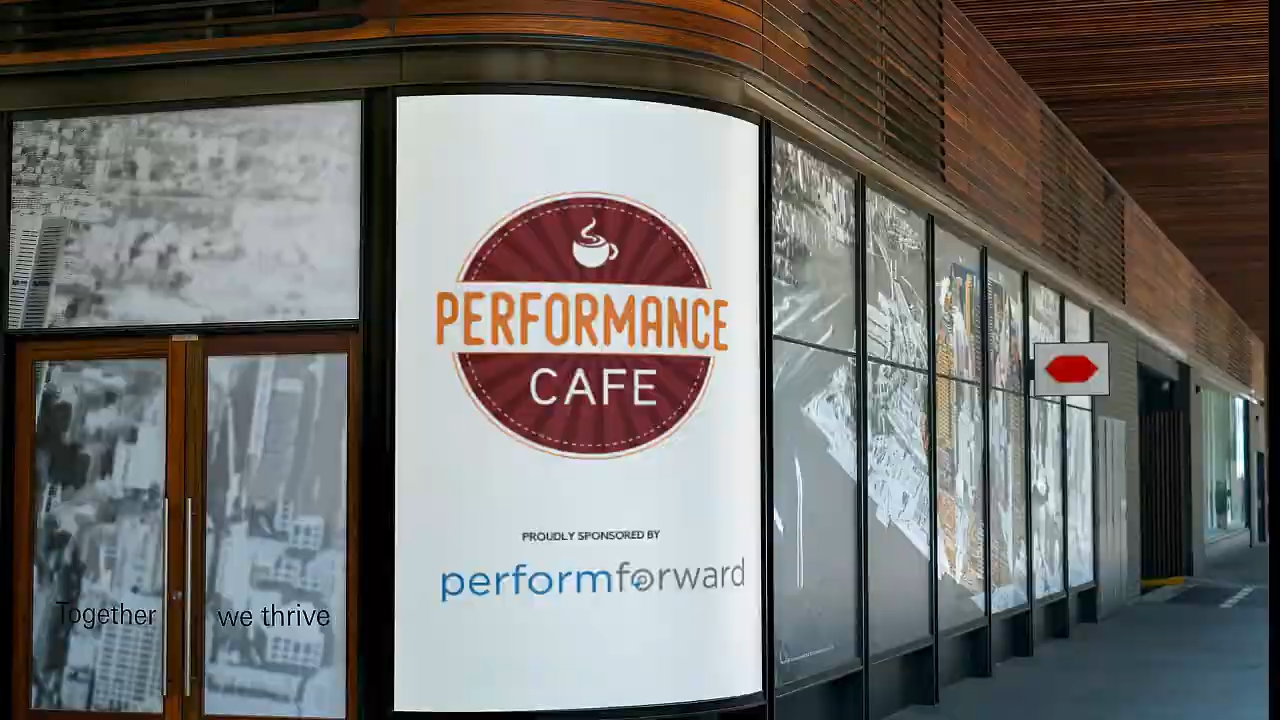 PERFORMANCE
CAFE
PROUDLY SPONSORED BY
performforward
Together we thrive